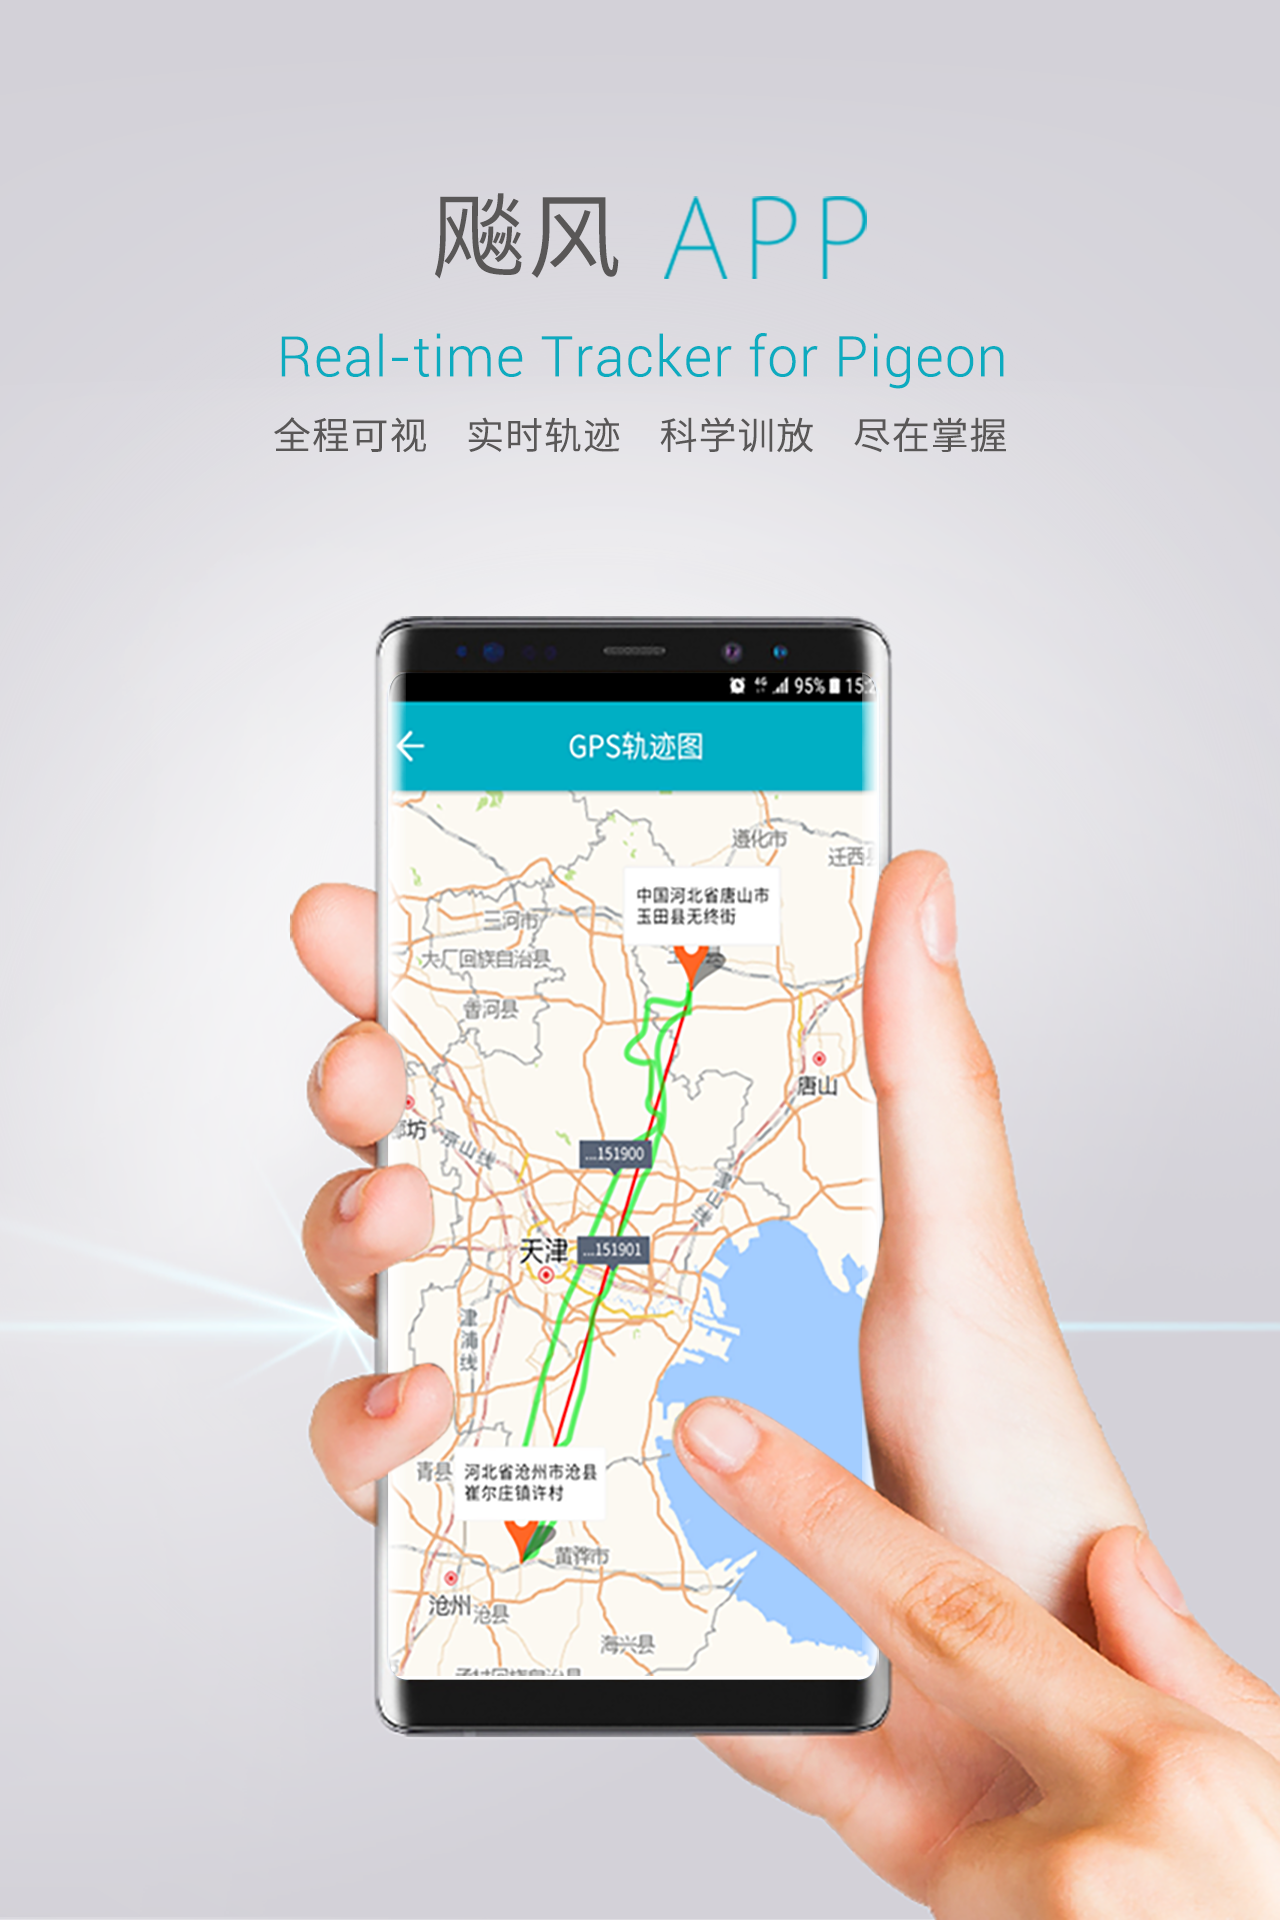 飚风 APP
Real-time Tracker for Pigeon
全程可视 实时轨迹 科学训放 尽在掌握
95%
GPS轨迹图
遵化市
迁西
中国河北省唐山市
玉田县无终街
三河市
大厂回族自治县
香河县
唐山
坊
京山线
...151900
津山线
天津
...151901
津浦线
青县
河北省沧州市沧县
崔尔庄镇许村
黄骅市
沧州
沧县
海兴县